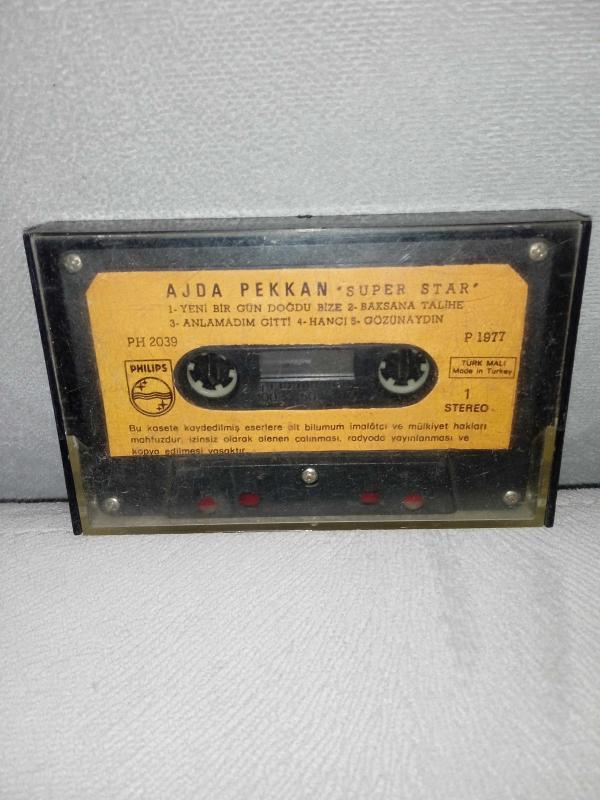 AJDA PEKKAN "SUPER STAR"
1- YENİ BİR GÜN DOĞDU BİZE 2- BAKSANA TALİHE
3- ANLAMADIM GİTTİ 4- HANCI 5- GÖZÜNAYDIN
PH 2039
P 1977
PHILIPS
TÜRK MALI
Made in Turkey
1
STEREO
Bu kasete kaydedilmiş eserlere ait bilumum imalâtçı ve mülkiyet hakları
mahfuzdur, izinsiz olarak alenen çalınması, radyoda yayınlanması ve
kopya edilmesi yasaktır